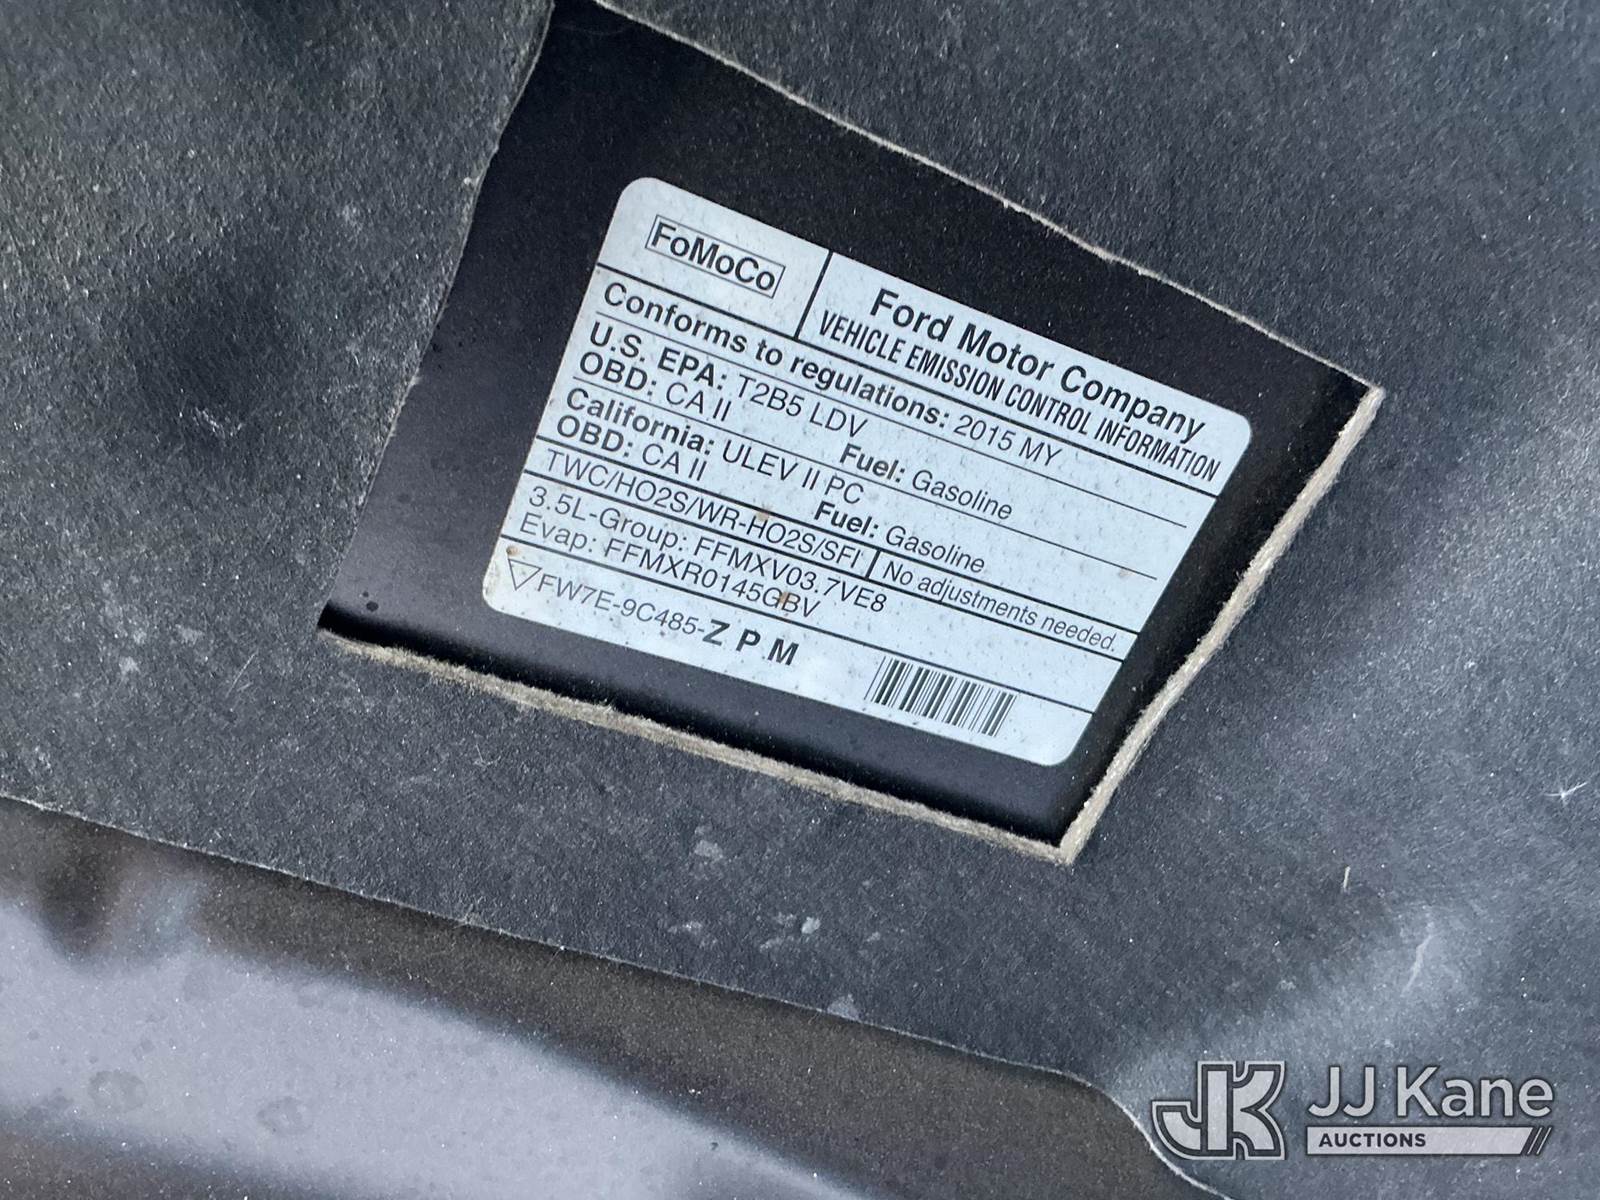 FoMoCo
Ford Motor Company
VEHICLE EMISSION CONTROL INFORMATION
Conforms to regulations: 2015 MY
U.S. EPA: T2B5 LDV
OBD: CA II Fuel: Gasoline
California: ULEV II PC
OBD: CA II Fuel: Gasoline
TWC/HO2S/WR-HO2S/SFI No adjustments needed.
3.5L-Group: FFMXV03.7VE8
Evap: FFMXR0145GBV
FW7E-9C485-Z P M
JK JJ Kane
AUCTIONS